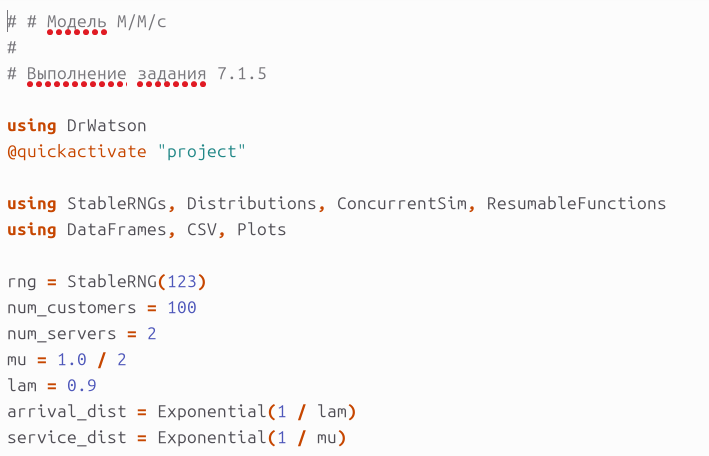 # # Модель M/M/c
#
# Выполнение задания 7.1.5
using DrWatson
@quickactivate "project"
using StableRNGs, Distributions, ConcurrentSim, ResumableFunctions
using DataFrames, CSV, Plots
rng = StableRNG(123)
num_customers = 100
num_servers = 2
mu = 1.0 / 2
lam = 0.9
arrival_dist = Exponential(1 / lam)
service_dist = Exponential(1 / mu)